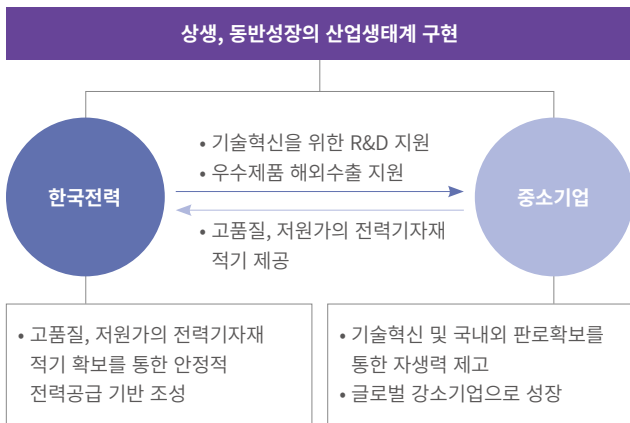 상생, 동반성장의 산업생태계 구현
한국전력
• 기술혁신을 위한 R&D 지원
• 우수제품 해외수출 지원
• 고품질, 저원가의 전력기자재
적기 제공
중소기업
• 고품질, 저원가의 전력기자재
적기 확보를 통한 안정적
전력공급 기반 조성
• 기술혁신 및 국내외 판로확보를
통한 자생력 제고
• 글로벌 강소기업으로 성장